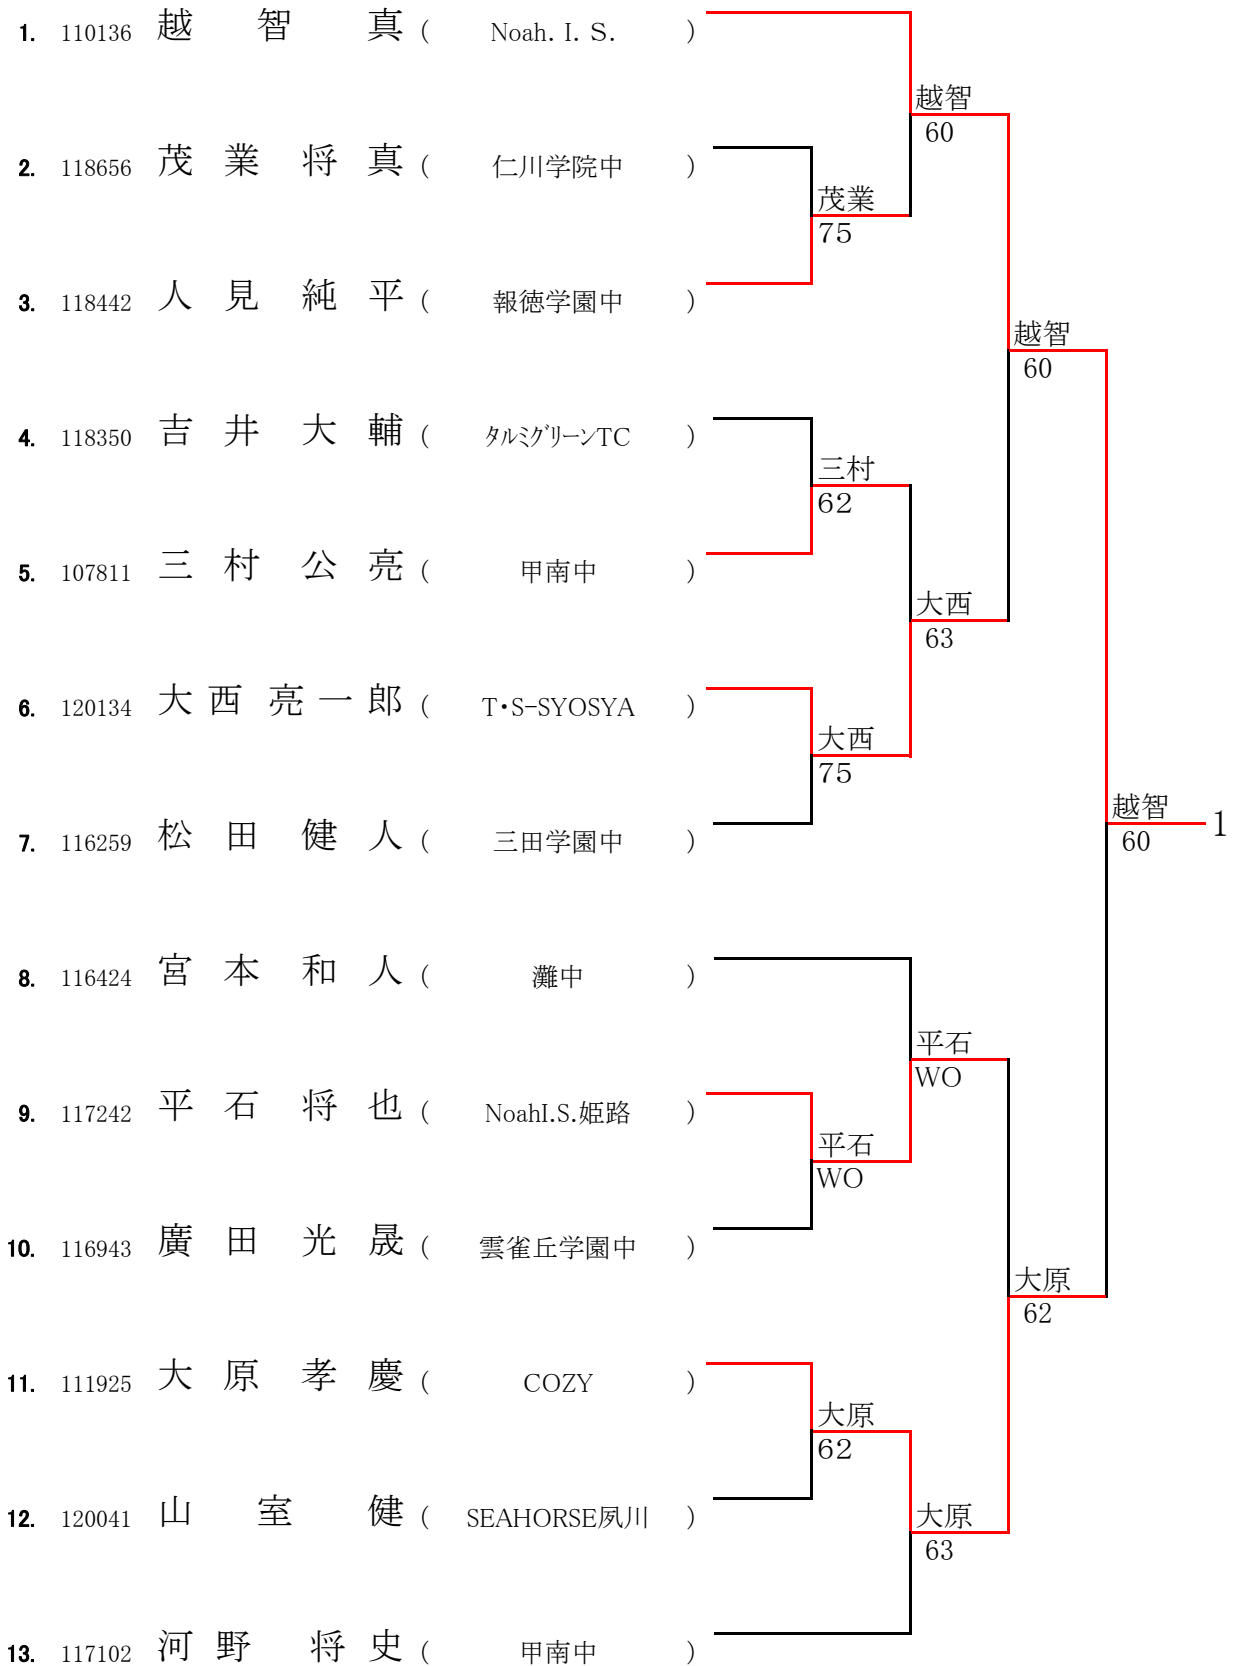 1. 110136 越智真 ( Noah. I. S. )
越智
60
2. 118656 茂業将真 ( 仁川学院中 )
茂業
75
3. 118442 人見純平 ( 報徳学園中 )
越智
60
4. 118350 吉井大輔 ( ﾀﾙﾐｸﾞﾘｰﾝTC )
三村
62
5. 107811 三村公亮 ( 甲南中 )
大西
63
6. 120134 大西亮一郎 ( T・S-SYOSYA )
大西
75
7. 116259 松田健人 ( 三田学園中 )
越智
60
1
8. 116424 宮本和人 ( 灘中 )
平石
WO
9. 117242 平石将也 ( NoahI.S.姫路 )
平石
WO
10. 116943 廣田光晟 ( 雲雀丘学園中 )
大原
62
11. 111925 大原孝慶 ( COZY )
大原
62
12. 120041 山室健 ( SEAHORSE夙川 )
大原
63
13. 117102 河野将史 ( 甲南中 )